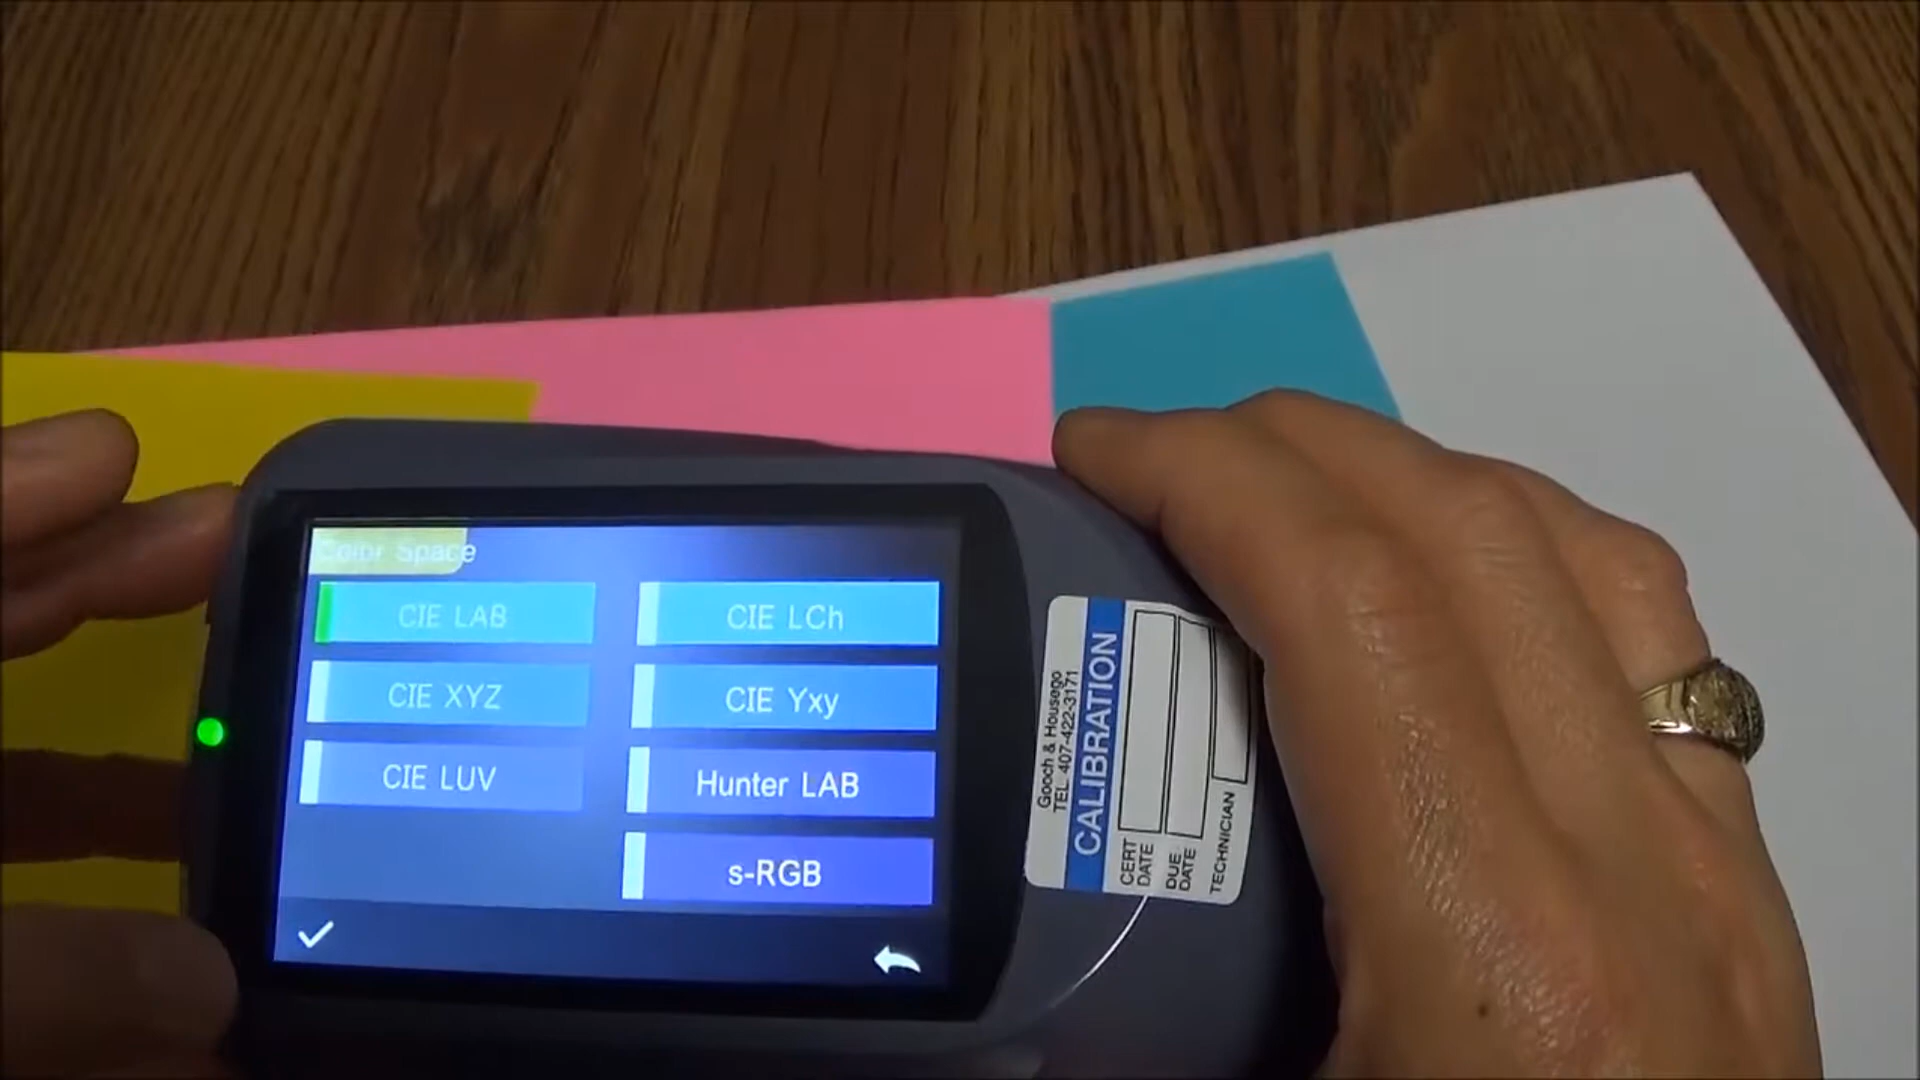 Color Space
CIE LAB
CIE LCh
CIE XYZ
CIE Yxy
CIE LUV
Hunter LAB
s-RGB
Gooch & Housego
TEL 407-422-3171
CALIBRATION
CERT
DATE
DUE
DATE
TECHNICIAN